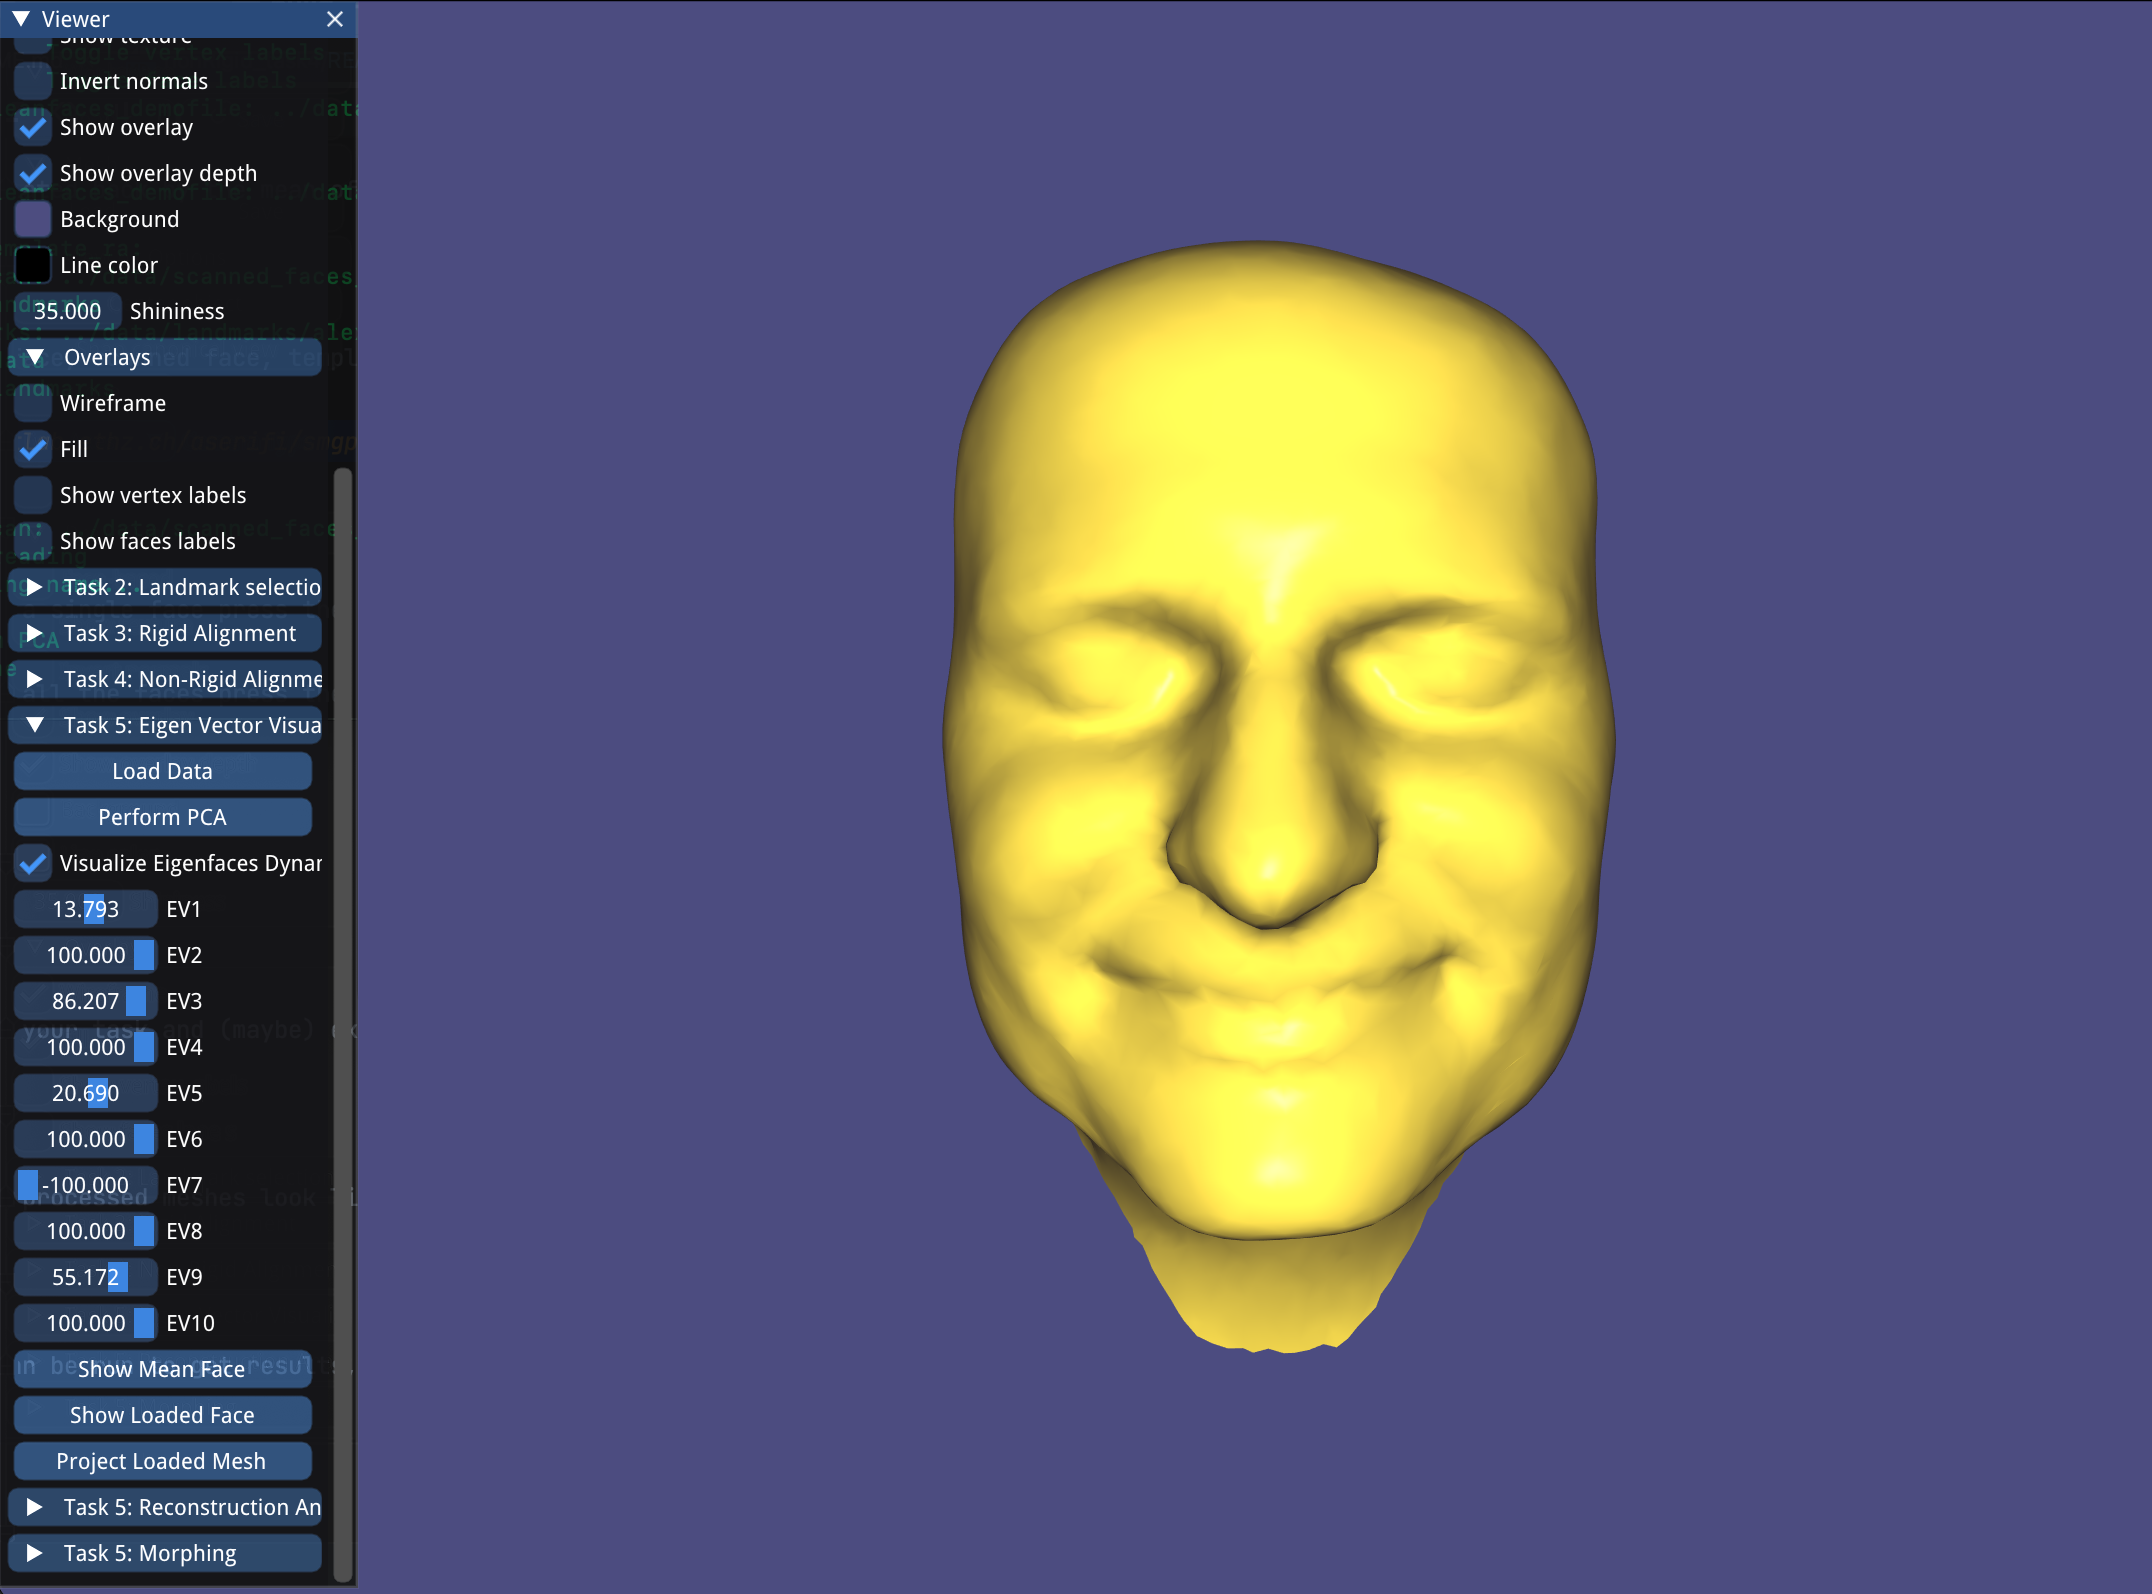 Viewer
Show texture
Invert normals
Show overlay
Show overlay depth
Background
Line color
35.000 Shininess
Overlays
Wireframe
Fill
Show vertex labels
Show faces labels
Task 2: Landmark selectio
Task 3: Rigid Alignment
Task 4: Non-Rigid Alignme
Task 5: Eigen Vector Visua
Load Data
Perform PCA
Visualize Eigenfaces Dynar
13.793 EV1
100.000 EV2
86.207 EV3
100.000 EV4
20.690 EV5
100.000 EV6
-100.000 EV7
100.000 EV8
55.172 EV9
100.000 EV10
Show Mean Face
Show Loaded Face
Project Loaded Mesh
Task 5: Reconstruction An
Task 5: Morphing